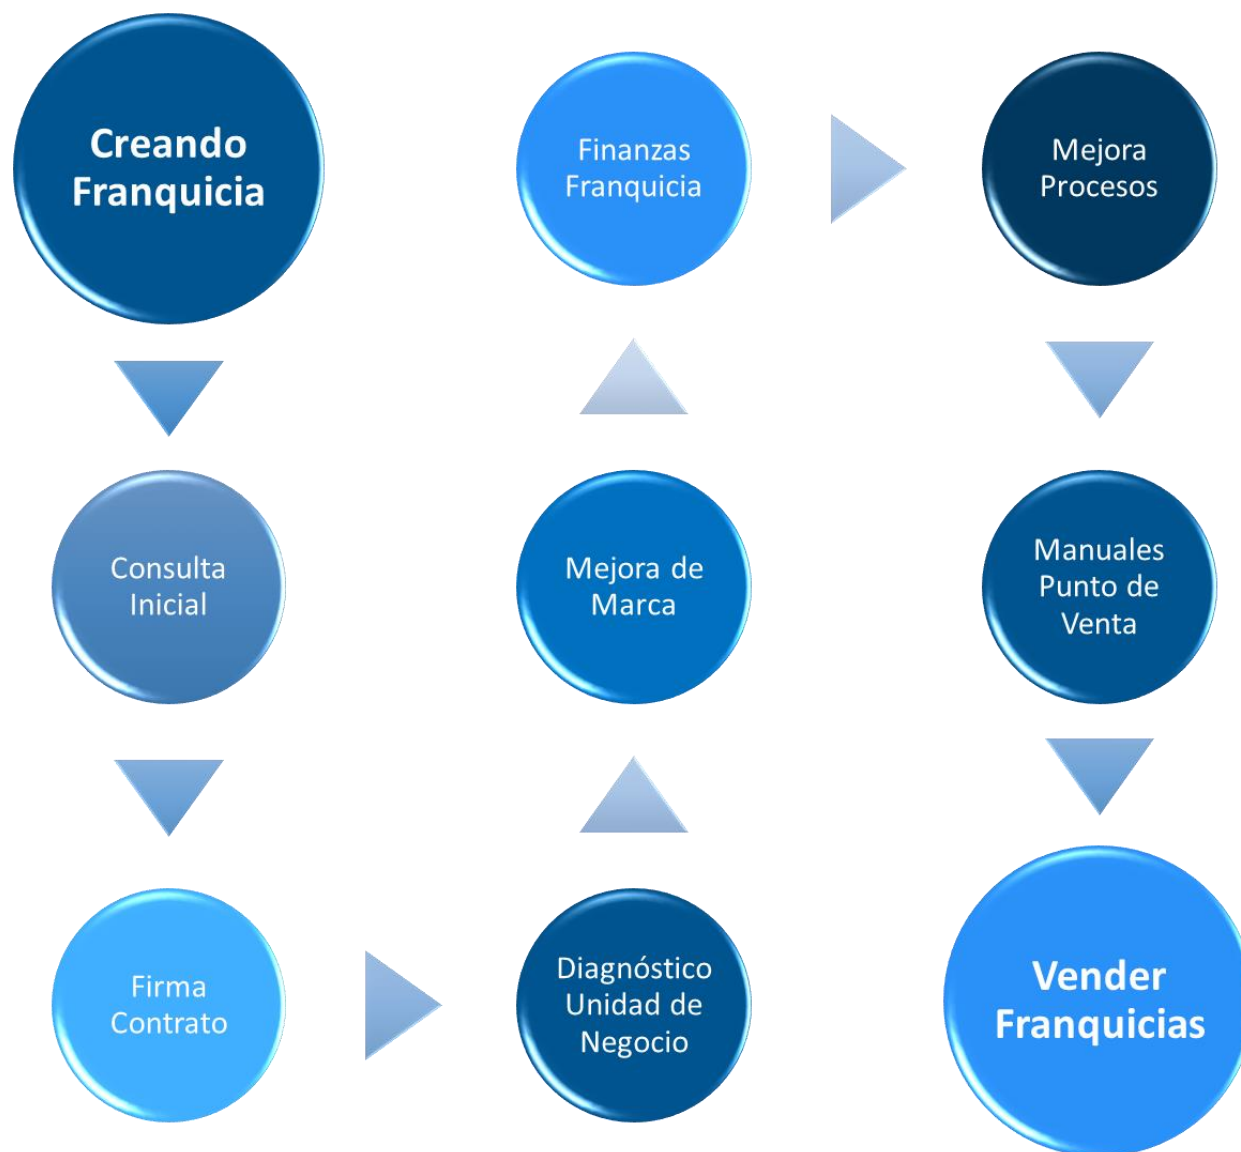 Creando
Franquicia
Consulta
Inicial
Firma
Contrato
Diagnóstico
Unidad de
Negocio
Mejora de
Marca
Finanzas
Franquicia
Mejora
Procesos
Manuales
Punto de
Venta
Vender
Franquicias